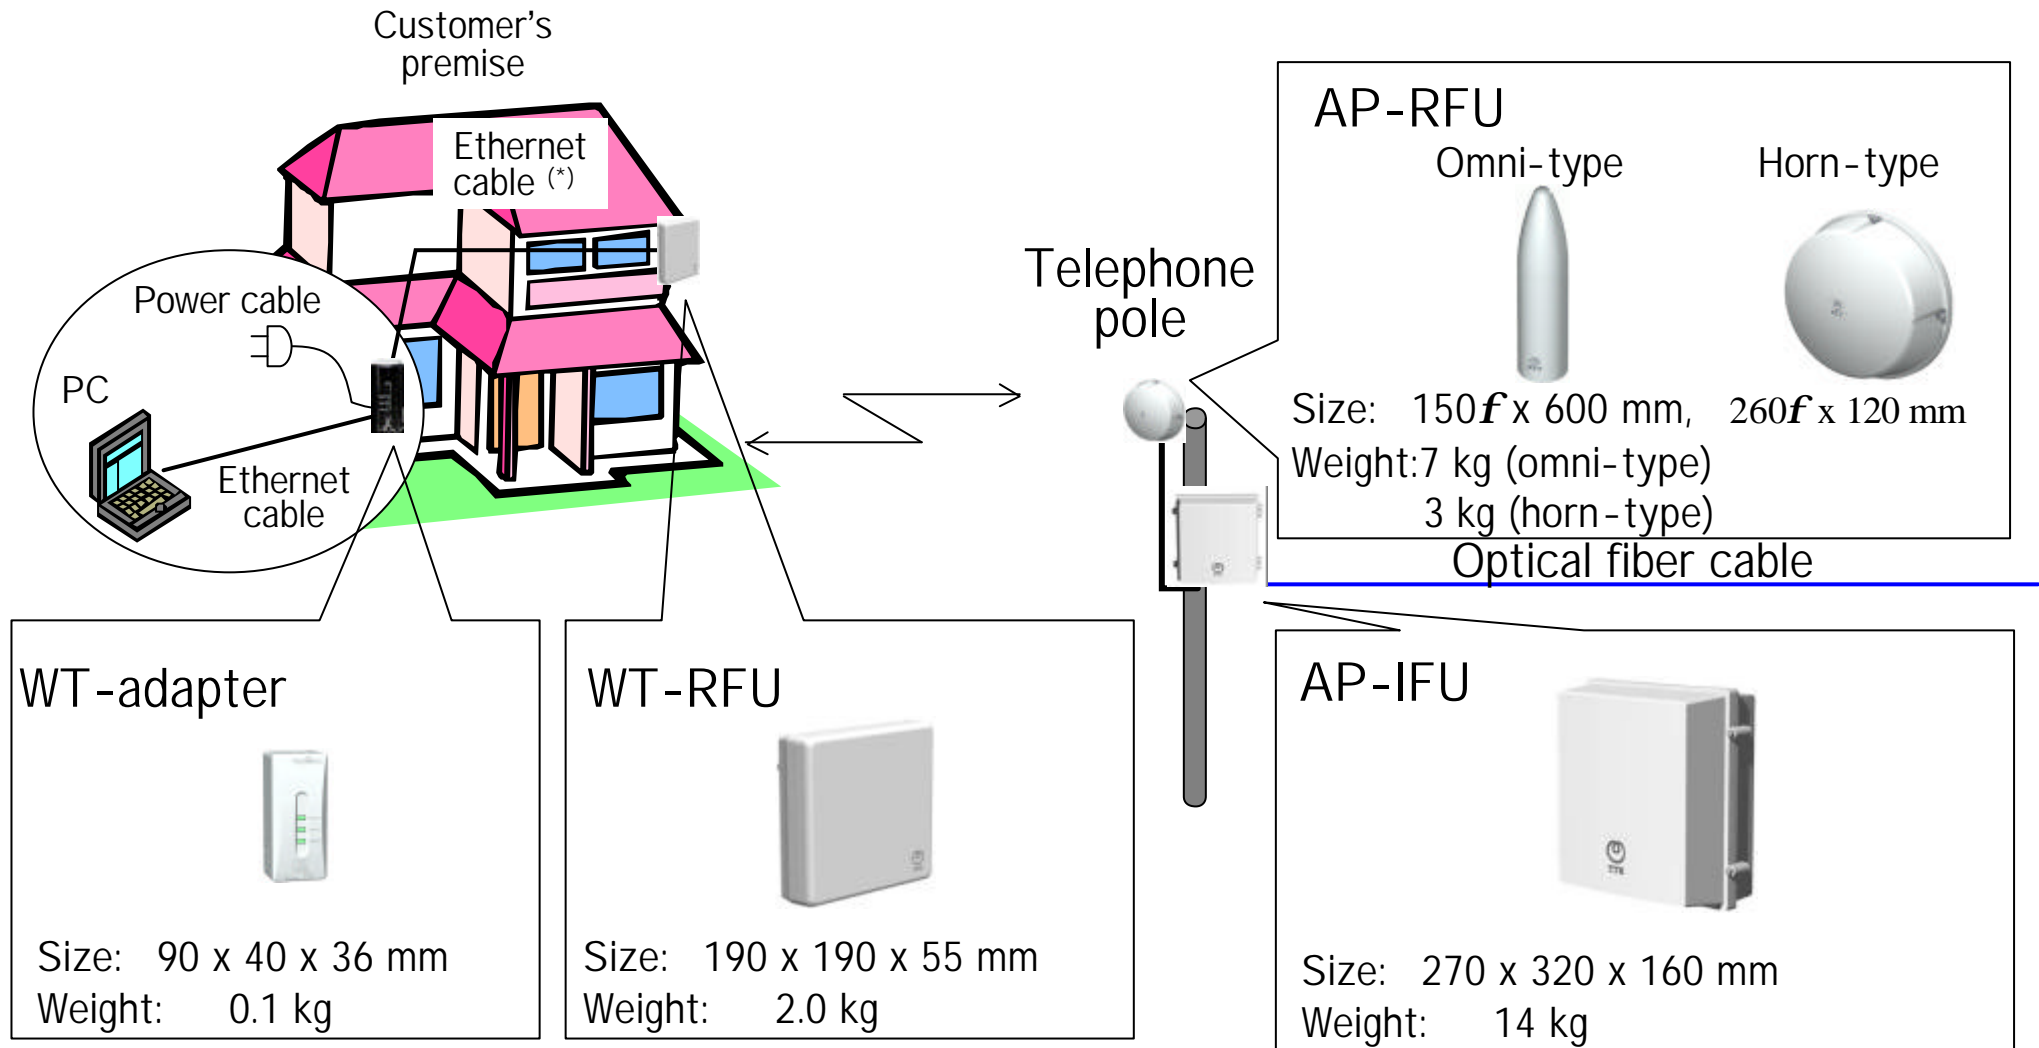 Customer's
premise
Ethernet
cable (*)
Power cable
PC
Ethernet
cable
Telephone
pole
AP-RFU
Omni-type
Horn-type
Size: 150f x 600 mm, 260f x 120 mm
Weight:7 kg (omni-type)
3 kg (horn-type)
Optical fiber cable
WT-adapter
Size: 90 x 40 x 36 mm
Weight: 0.1 kg
WT-RFU
Size: 190 x 190 x 55 mm
Weight: 2.0 kg
AP-IFU
Size: 270 x 320 x 160 mm
Weight: 14 kg